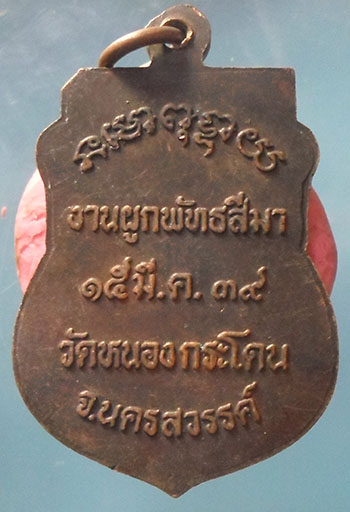 งานผูกพัทธสีมา
๑๕ มี.ค. ๓๙
วัดหนองกระโดน
จ.นครสวรรค์